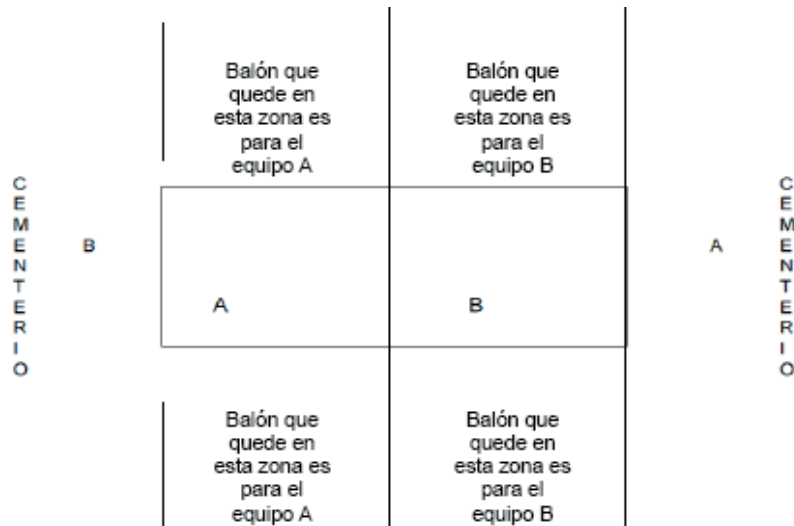 Balón que
quede en
esta zona es
para el
equipo A
Balón que
quede en
esta zona es
para el
equipo B
CEMENTERIO
B
A
B
A
CEMENTERIO
Balón que
quede en
esta zona es
para el
equipo A
Balón que
quede en
esta zona es
para el
equipo B